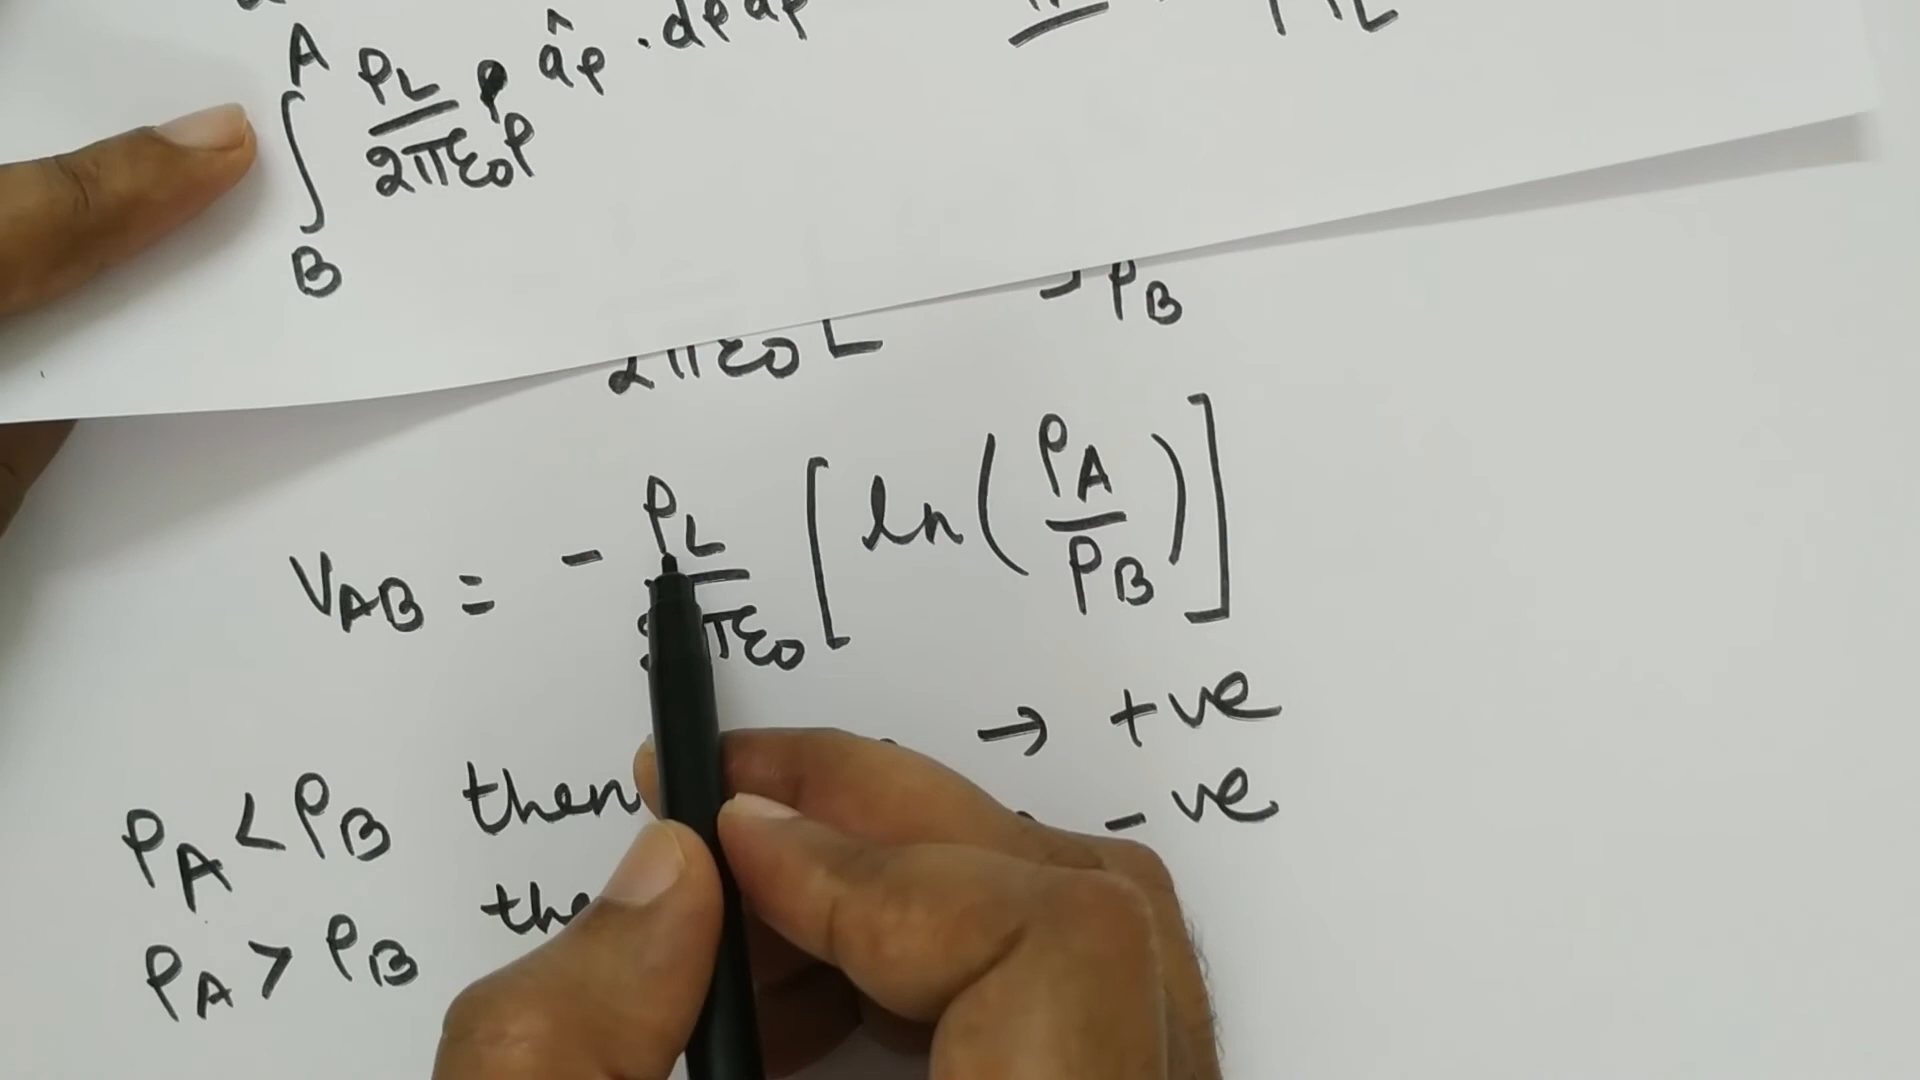 A
∫ ρL / 2πε0ρ âρ . dρ âρ
B
ρB
2πε0 L
VAB = - ρL / 2πε0 [ ln ( ρA / ρB ) ]
→ +ve
ρA < ρB then
- ve
ρA > ρB